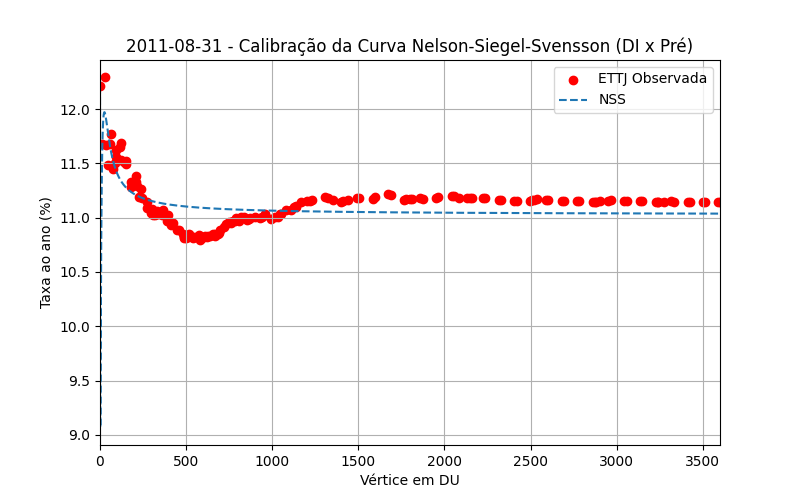 2011-08-31 - Calibração da Curva Nelson-Siegel-Svensson (DI x Pré)
ETTJ Observada
NSS
Taxa ao ano (%)
12.0
11.5
11.0
10.5
10.0
9.5
9.0
0 500 1000 1500 2000 2500 3000 3500
Vértice em DU